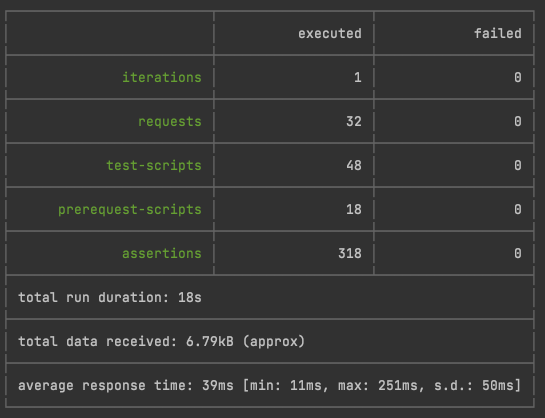 executed failed
iterations 1 0
requests 32 0
test-scripts 48 0
prerequest-scripts 18 0
assertions 318 0
total run duration: 18s
total data received: 6.79kB (approx)
average response time: 39ms [min: 11ms, max: 251ms, s.d.: 50ms]